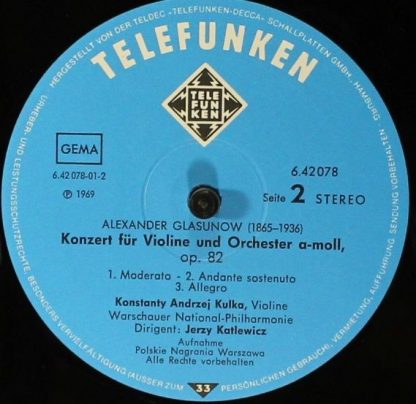 HERGESTELLT VON DER TELDEC »TELEFUNKEN-DECCA« SCHALLPLATTEN GMBH · HAMBURG
URHEBER- UND LEISTUNGSSCHUTZRECHTE, BESONDERS VERVIELFÄLTIGUNG (AUSSER ZUM PERSÖNLICHEN GEBRAUCH), VERMIETUNG, AUFFÜHRUNG, SENDUNG VORBEHALTEN.
TELEFUNKEN
TELE
FUN
KEN
GEMA
6.42 078-01-2
Ⓟ 1969
6.42078
Seite 2 STEREO
ALEXANDER GLASUNOW (1865–1936)
Konzert für Violine und Orchester a-moll,
op. 82
1. Moderato - 2. Andante sostenuto
3. Allegro
Konstanty Andrzej Kulka, Violine
Warschauer National-Philharmonie
Dirigent: Jerzy Katlewicz
Aufnahme
Polskie Nagrania Warszawa
Alle Rechte vorbehalten
33